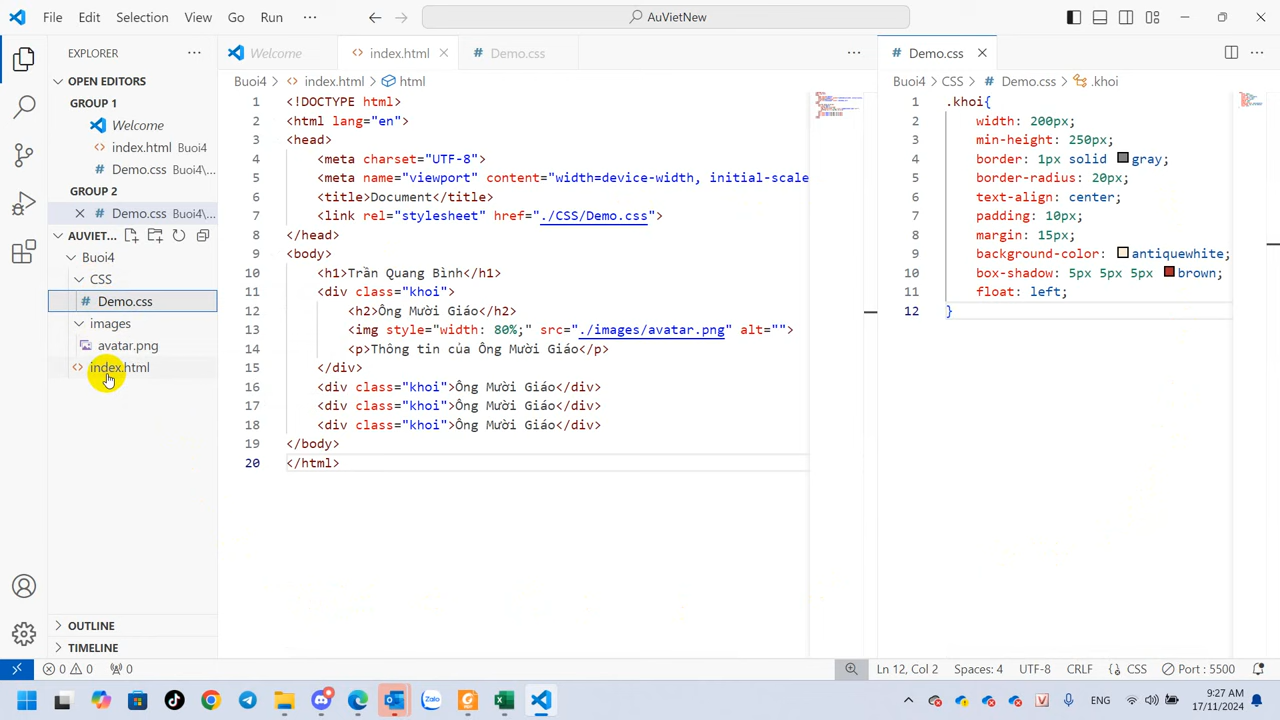 File Edit Selection View Go Run AuVietNew
EXPLORER
OPEN EDITORS
GROUP 1
Welcome
index.html Buoi4
Demo.css Buoi4\...
GROUP 2
Demo.css Buoi4\...
AUVIET...
Buoi4
CSS
Demo.css
images
avatar.png
index.html
OUTLINE
TIMELINE
Welcome index.html Demo.css
Buoi4 > index.html > html
1 <!DOCTYPE html>
2 <html lang="en">
3 <head>
4 <meta charset="UTF-8">
5 <meta name="viewport" content="width=device-width, initial-scale
6 <title>Document</title>
7 <link rel="stylesheet" href="./CSS/Demo.css">
8 </head>
9 <body>
10 <h1>Trần Quang Bình</h1>
11 <div class="khoi">
12 <h2>Ông Mười Giáo</h2>
13 <img style="width: 80%;" src="./images/avatar.png" alt="">
14 <p>Thông tin của Ông Mười Giáo</p>
15 </div>
16 <div class="khoi">Ông Mười Giáo</div>
17 <div class="khoi">Ông Mười Giáo</div>
18 <div class="khoi">Ông Mười Giáo</div>
19 </body>
20 </html>
Demo.css
Buoi4 > CSS > # Demo.css > .khoi
1 .khoi{
2 width: 200px;
3 min-height: 250px;
4 border: 1px solid gray;
5 border-radius: 20px;
6 text-align: center;
7 padding: 10px;
8 margin: 15px;
9 background-color: antiquewhite;
10 box-shadow: 5px 5px 5px brown;
11 float: left;
12 }
0 0 0 Ln 12, Col 2 Spaces: 4 UTF-8 CRLF {} CSS Port : 5500
Zalo ENG 9:27 AM
17/11/2024